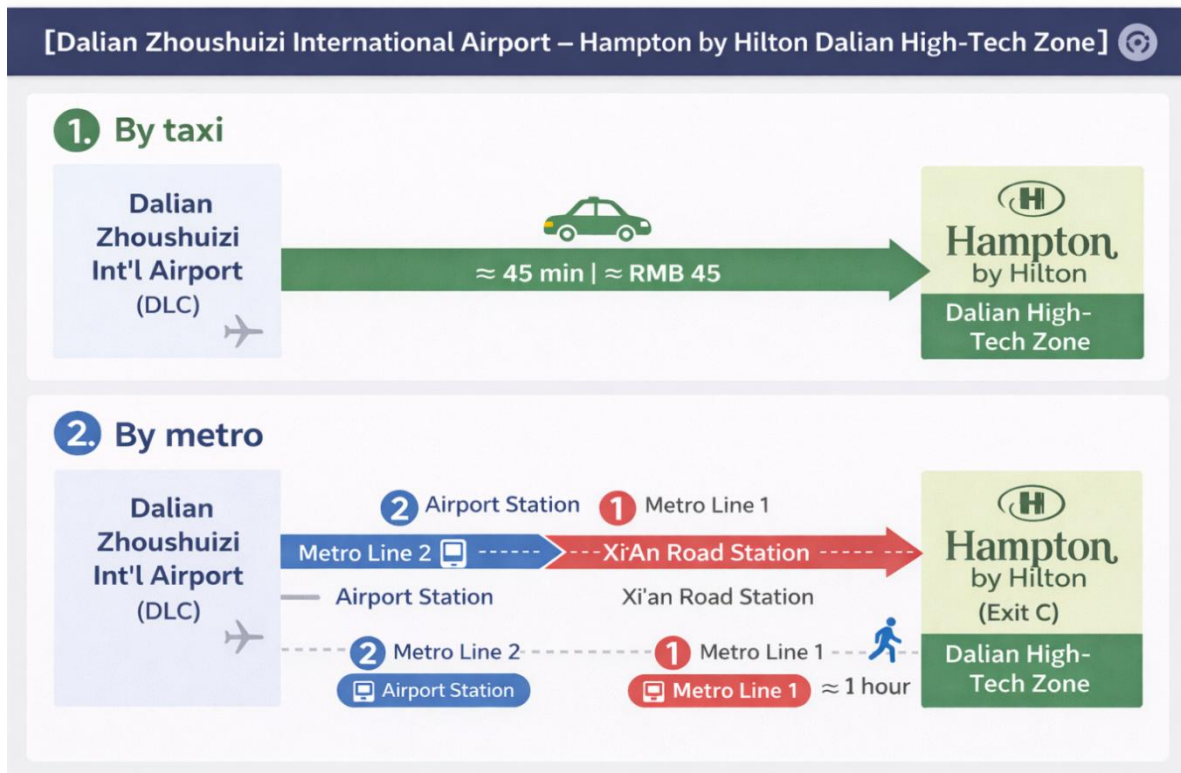 [Dalian Zhoushuizi International Airport – Hampton by Hilton Dalian High-Tech Zone]
1. By taxi
Dalian
Zhoushuizi
Int'l Airport
(DLC)
≈ 45 min | ≈ RMB 45
H
Hampton
by Hilton
Dalian High-
Tech Zone
2. By metro
Dalian
Zhoushuizi
Int'l Airport
(DLC)
2 Airport Station
1 Metro Line 1
Metro Line 2
Xi'An Road Station
Airport Station
Xi'an Road Station
2 Metro Line 2
1 Metro Line 1
Airport Station
Metro Line 1
≈ 1 hour
H
Hampton
by Hilton
(Exit C)
Dalian High-
Tech Zone